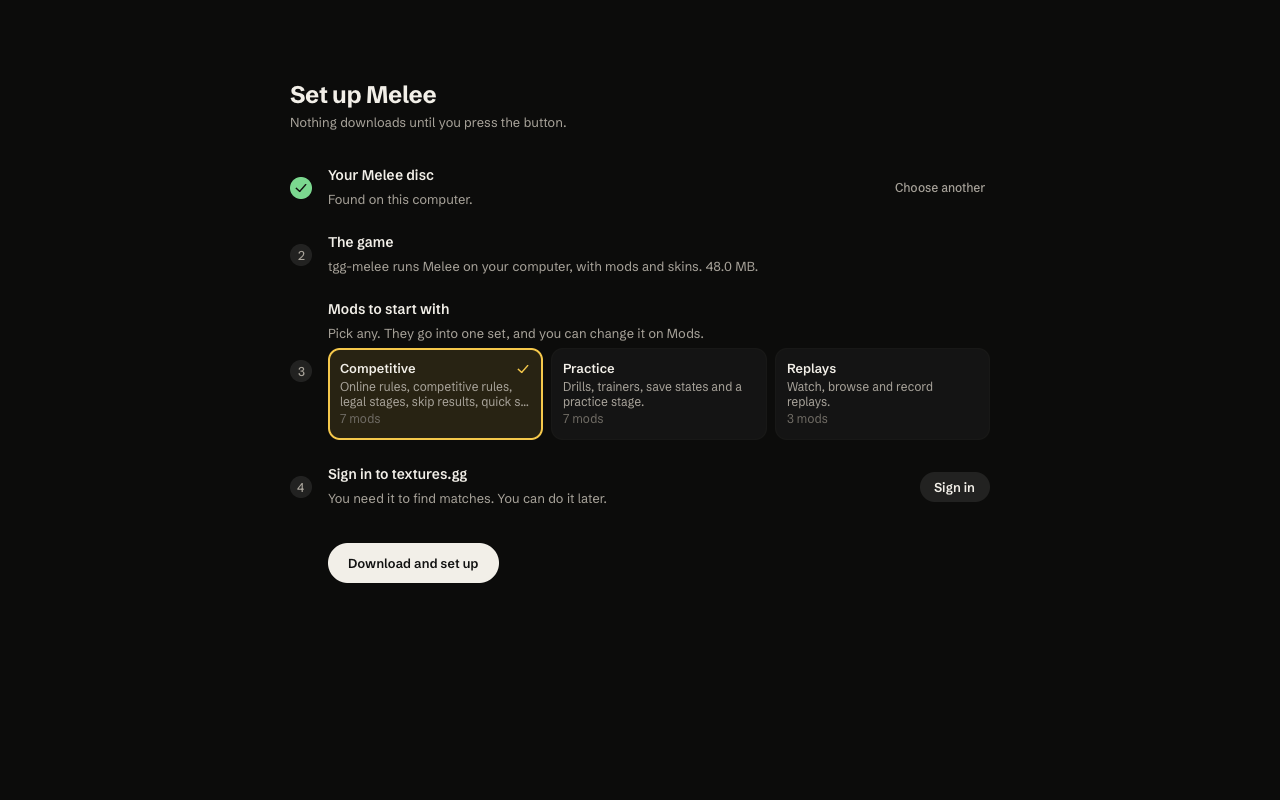 Set up Melee
Nothing downloads until you press the button.
Your Melee disc
Found on this computer.
Choose another
2
The game
tgg-melee runs Melee on your computer, with mods and skins. 48.0 MB.
Mods to start with
Pick any. They go into one set, and you can change it on Mods.
3
Competitive
Online rules, competitive rules,
legal stages, skip results, quick s...
7 mods
Practice
Drills, trainers, save states and a
practice stage.
7 mods
Replays
Watch, browse and record
replays.
3 mods
4
Sign in to textures.gg
You need it to find matches. You can do it later.
Sign in
Download and set up